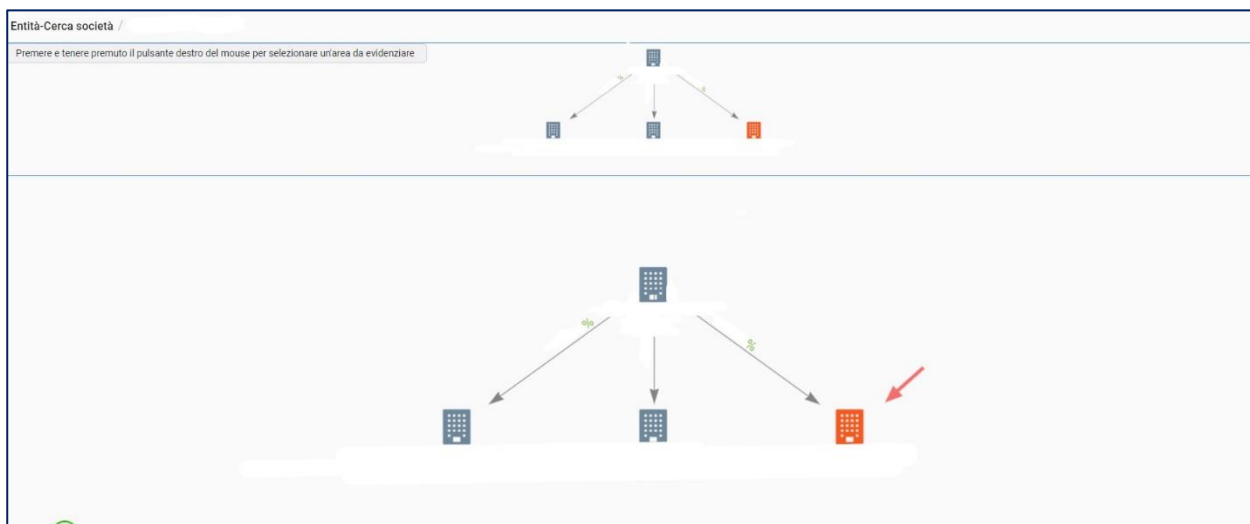 Entità-Cerca società /
Premere e tenere premuto il pulsante destro del mouse per selezionare un'area da evidenziare
%
%
%
%